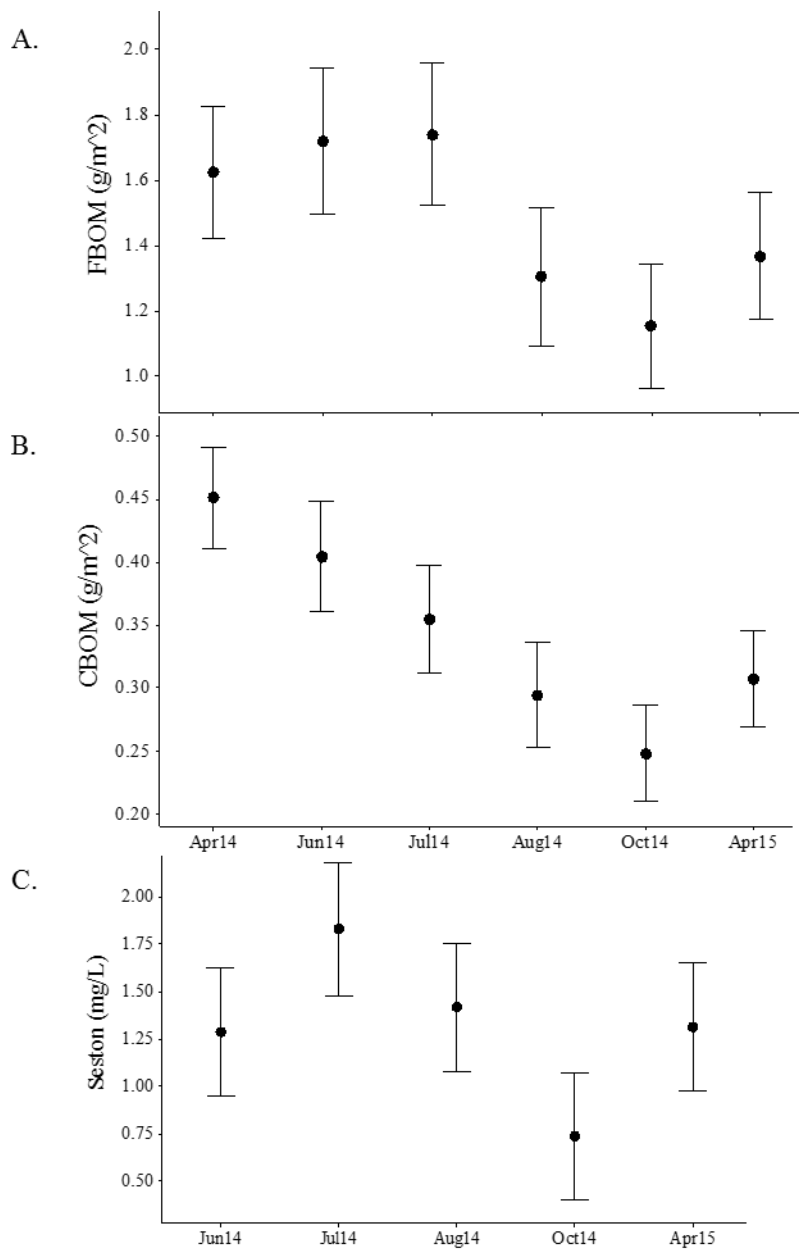 A.
FBOM (g/m^2)
2.0
1.8
1.6
1.4
1.2
1.0
B.
CBOM (g/m^2)
0.50
0.45
0.40
0.35
0.30
0.25
0.20
Apr14 Jun14 Jul14 Aug14 Oct14 Apr15
C.
Seston (mg/L)
2.00
1.75
1.50
1.25
1.00
0.75
0.50
Jun14 Jul14 Aug14 Oct14 Apr15